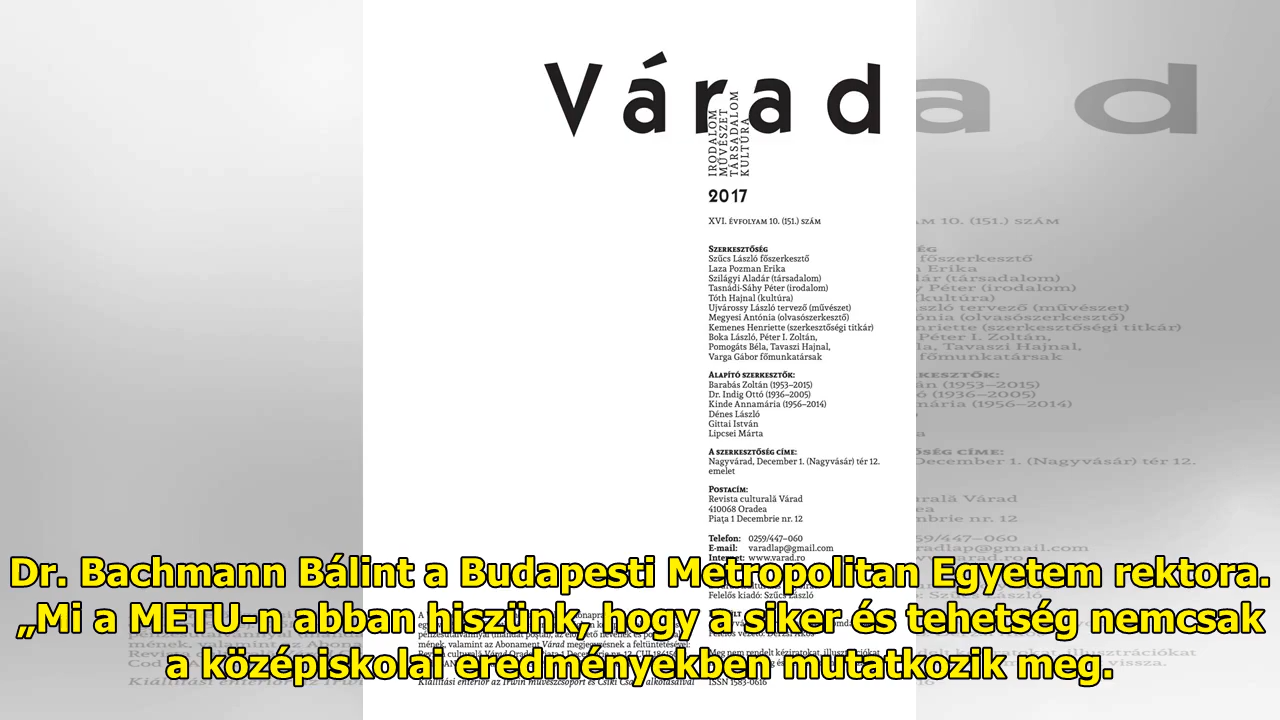 Várad
IRODALOM
MŰVÉSZET
TÁRSADALOM
KULTÚRA
2017
XVI. ÉVFOLYAM 10. (151.) SZÁM
SZERKESZTŐSÉG
Szűcs László főszerkesztő
Laza Pozman Erika
Szilágyi Aladár (társadalom)
Tasnádi-Sáhy Péter (irodalom)
Tóth Hajnal (kultúra)
Ujvárossy László tervező (művészet)
Megyesi Antónia (olvasószerkesztő)
Kemenes Henriette (szerkesztőségi titkár)
Boka László, Péter I. Zoltán,
Pomogáts Béla, Tavaszi Hajnal,
Varga Gábor főmunkatársak
ALAPÍTÓ SZERKESZTŐK:
Barabás Zoltán (1953–2015)
Dr. Indig Ottó (1936–2005)
Kinde Annamária (1956–2014)
Dénes László
Gittai István
Lipcsei Márta
A SZERKESZTŐSÉG CÍME:
Nagyvárad, December 1. (Nagyvásár) tér 12.
emelet
POSTACÍM:
Revista culturală Várad
410068 Oradea
Piaţa 1 Decembrie nr. 12
Telefon: 0259/447–060
E-mail: varadlap@gmail.com
Internet: www.varad.ro
Dr. Bachmann Bálint a Budapesti Metropolitan Egyetem rektora.
„Mi a METU-n abban hiszünk, hogy a siker és tehetség nemcsak
a középiskolai eredményekben mutatkozik meg.
Felelős kiadó: Szűcs László
ISSN 1583-0616